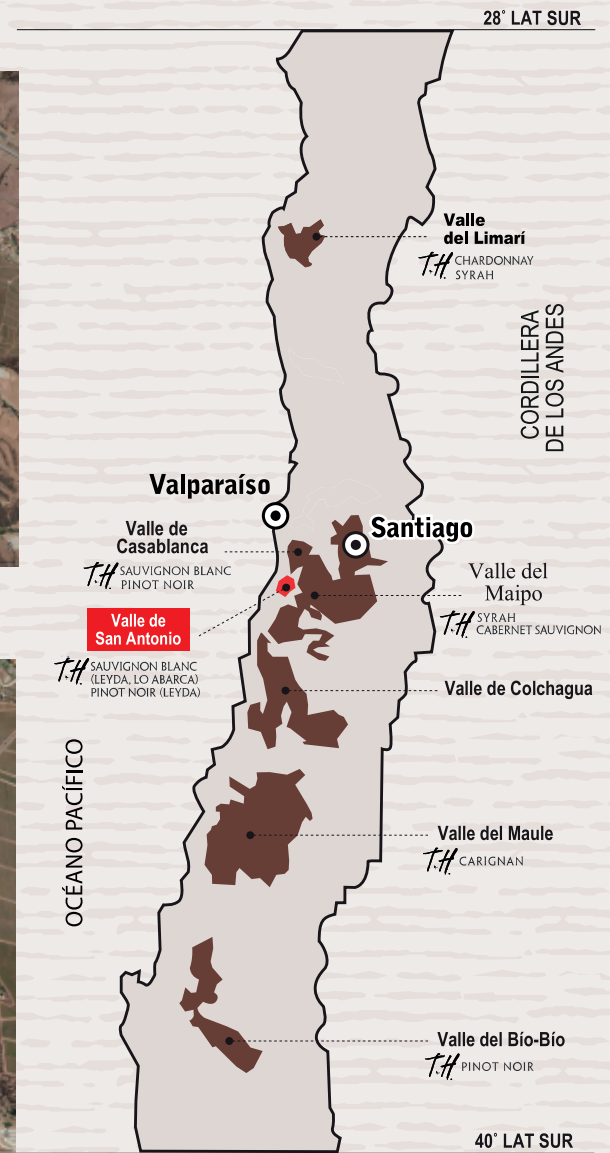 28° LAT SUR
Valle
del Limarí
T.H. CHARDONNAY
SYRAH
CORDILLERA
DE LOS ANDES
Valparaíso
Santiago
Valle de
Casablanca
T.H. SAUVIGNON BLANC
PINOT NOIR
Valle del
Maipo
T.H. SYRAH
CABERNET SAUVIGNON
Valle de
San Antonio
T.H. SAUVIGNON BLANC
(LEYDA, LO ABARCA)
PINOT NOIR (LEYDA)
Valle de Colchagua
OCÉANO PACÍFICO
Valle del Maule
T.H. CARIGNAN
Valle del Bío-Bío
T.H. PINOT NOIR
40° LAT SUR